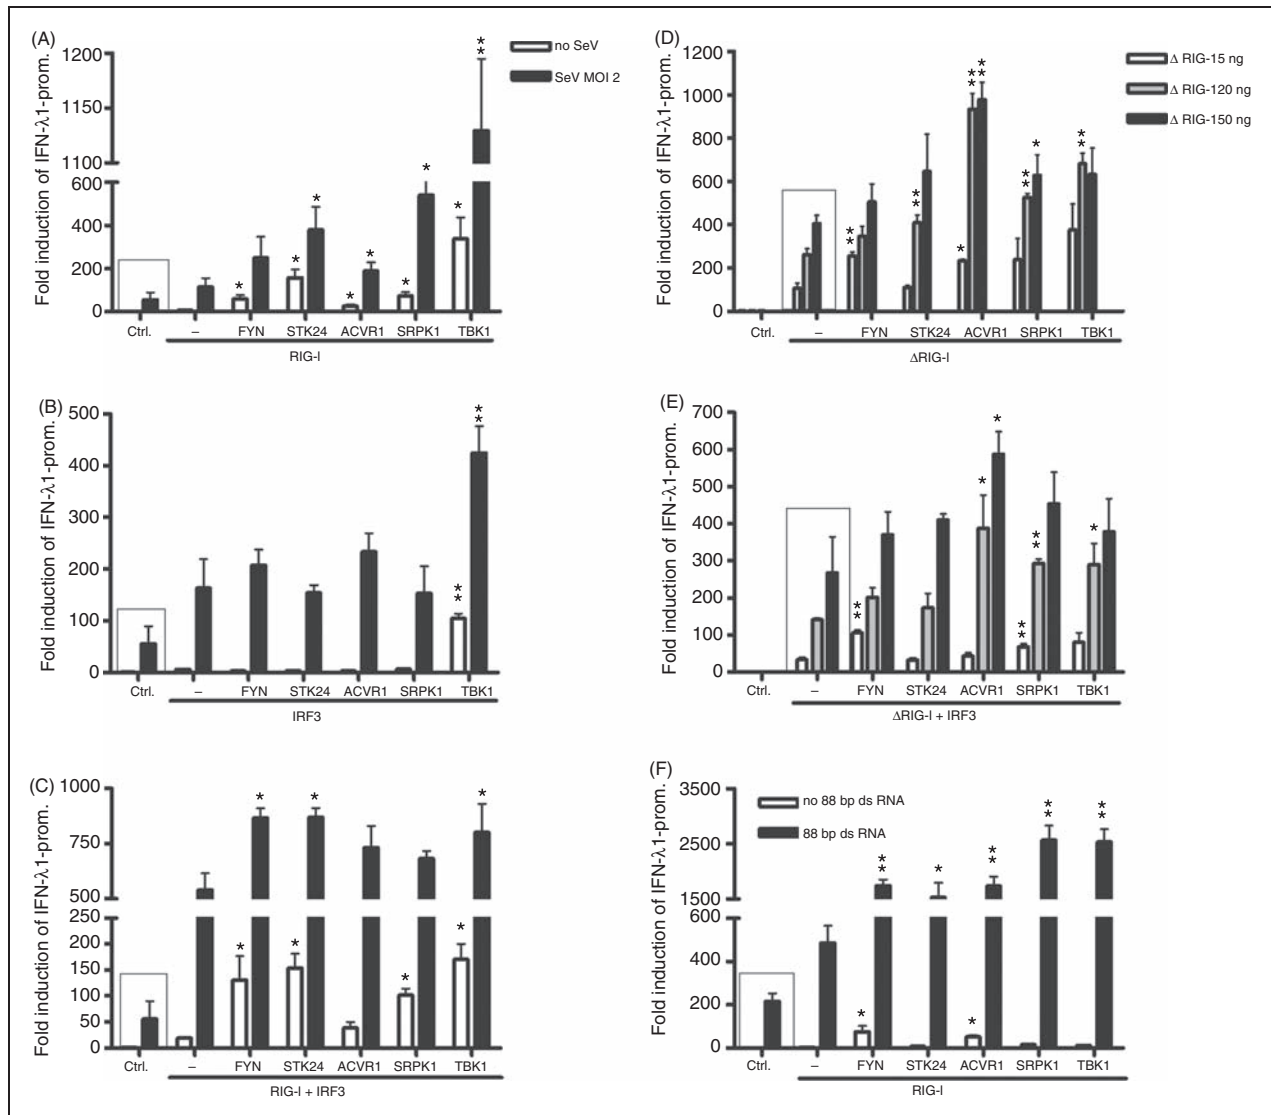 (A)
Fold induction of IFN-λ1-prom.
1200
1150
1100
600
400
200
0
no SeV
SeV MOI 2
* *
*
*
*
*
*
*
*
Ctrl.
–
FYN
STK24
ACVR1
SRPK1
TBK1
RIG-I
(B)
Fold induction of IFN-λ1-prom.
500
400
300
200
100
0
* *
* *
Ctrl.
–
FYN
STK24
ACVR1
SRPK1
TBK1
IRF3
(C)
Fold induction of IFN-λ1-prom.
1000
750
500
250
200
150
100
50
0
*
*
*
*
*
*
*
Ctrl.
–
FYN
STK24
ACVR1
SRPK1
TBK1
RIG-I + IRF3
(D)
Fold induction of IFN-λ1-prom.
1200
1000
800
600
400
200
0
Δ RIG-15 ng
Δ RIG-120 ng
Δ RIG-150 ng
* *
* *
*
* *
* *
* *
*
* *
Ctrl.
–
FYN
STK24
ACVR1
SRPK1
TBK1
ΔRIG-I
(E)
Fold induction of IFN-λ1-prom.
700
600
500
400
300
200
100
0
* *
*
*
* *
* *
*
Ctrl.
–
FYN
STK24
ACVR1
SRPK1
TBK1
ΔRIG-I + IRF3
(F)
Fold induction of IFN-λ1-prom.
3500
2500
1500
600
400
200
0
no 88 bp ds RNA
88 bp ds RNA
*
* *
*
*
* *
* *
* *
Ctrl.
–
FYN
STK24
ACVR1
SRPK1
TBK1
RIG-I